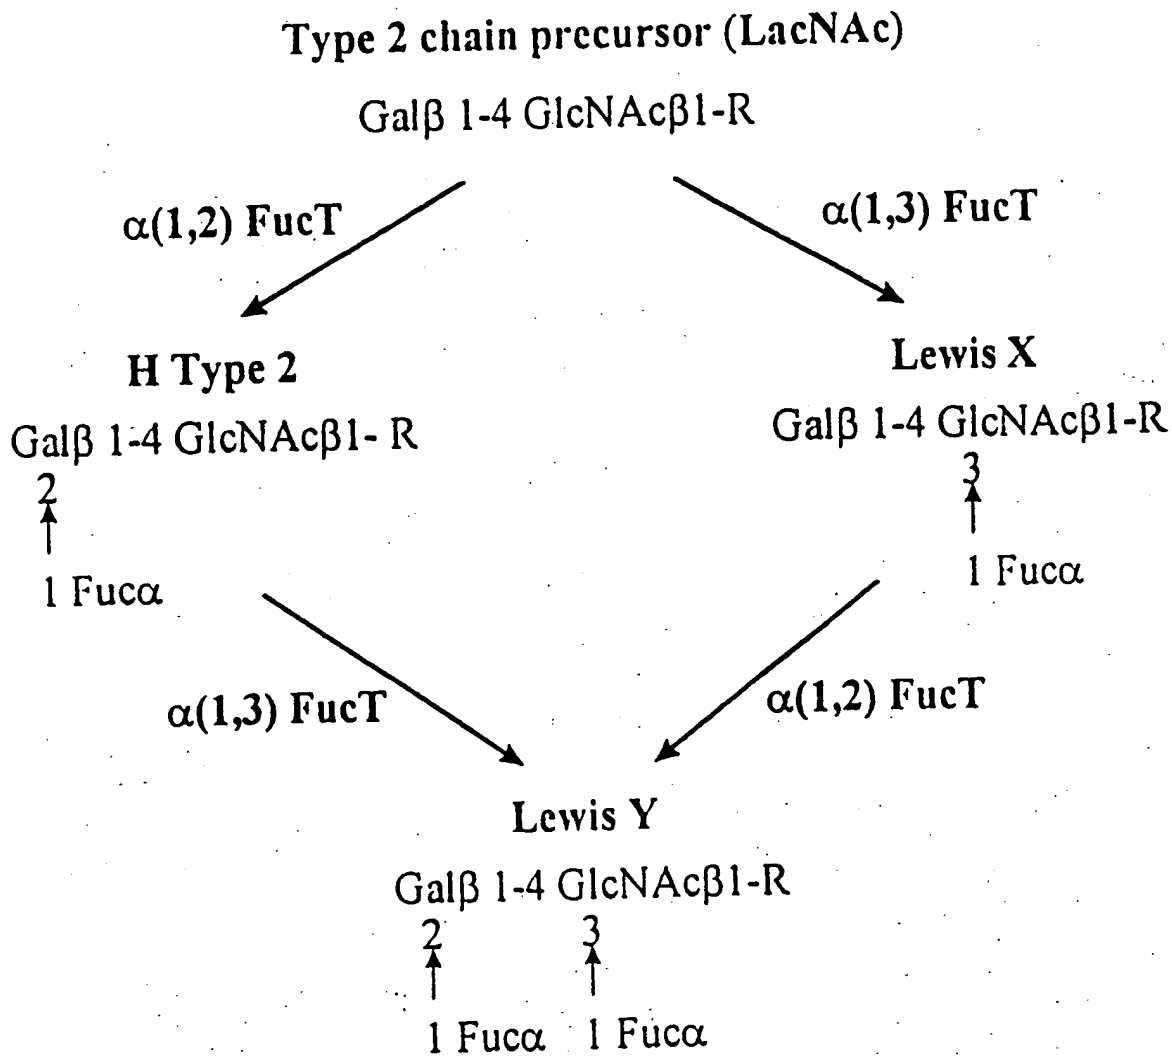 Type 2 chain precursor (LacNAc)
Galβ 1-4 GlcNAcβ1-R
α(1,2) FucT
α(1,3) FucT
H Type 2
Galβ 1-4 GlcNAcβ1- R
2
1 Fucα
Lewis X
Galβ 1-4 GlcNAcβ1-R
3
1 Fucα
α(1,3) FucT
α(1,2) FucT
Lewis Y
Galβ 1-4 GlcNAcβ1-R
2 3
1 Fucα 1 Fucα